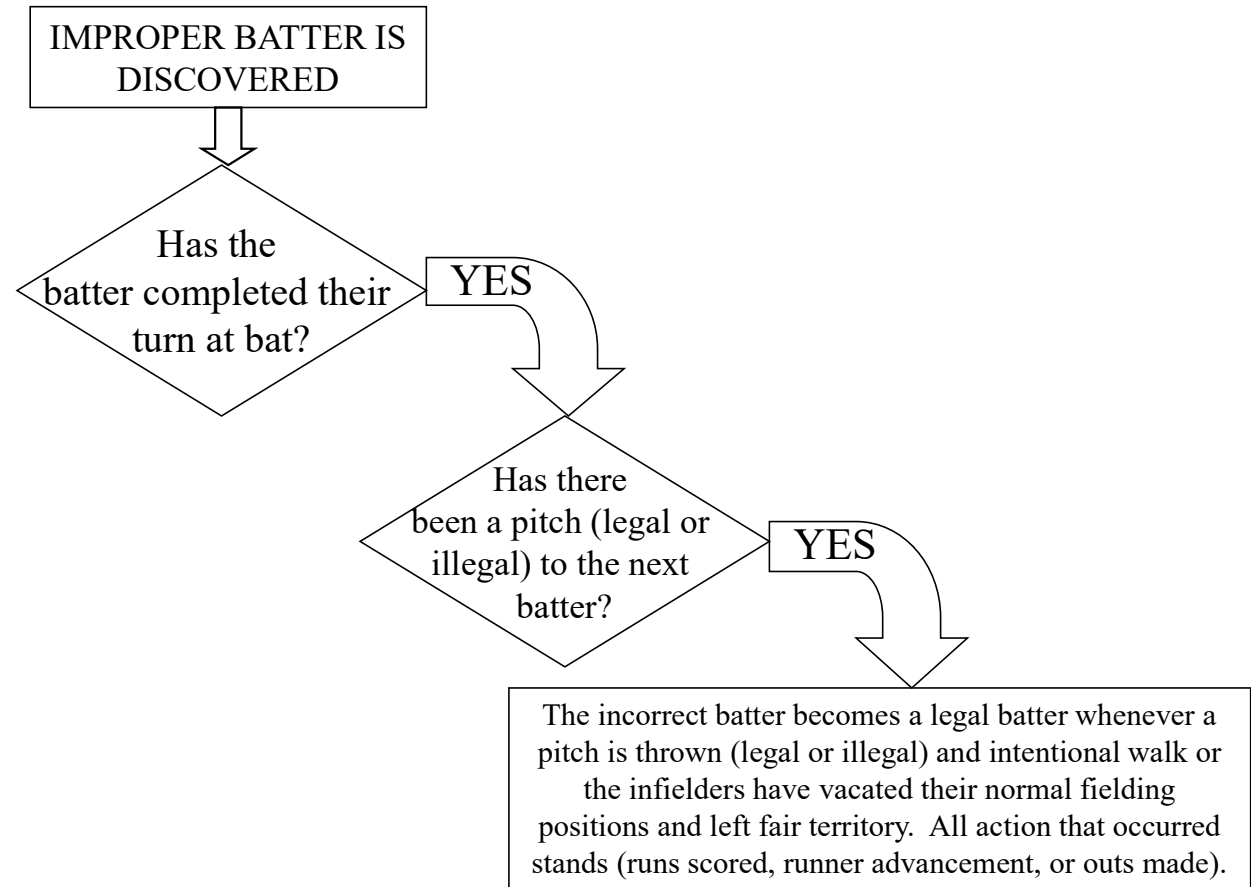 IMPROPER BATTER IS
DISCOVERED
Has the
batter completed their
turn at bat?
YES
Has there
been a pitch (legal or
illegal) to the next
batter?
YES
The incorrect batter becomes a legal batter whenever a
pitch is thrown (legal or illegal) and intentional walk or
the infielders have vacated their normal fielding
positions and left fair territory.  All action that occurred
stands (runs scored, runner advancement, or outs made).